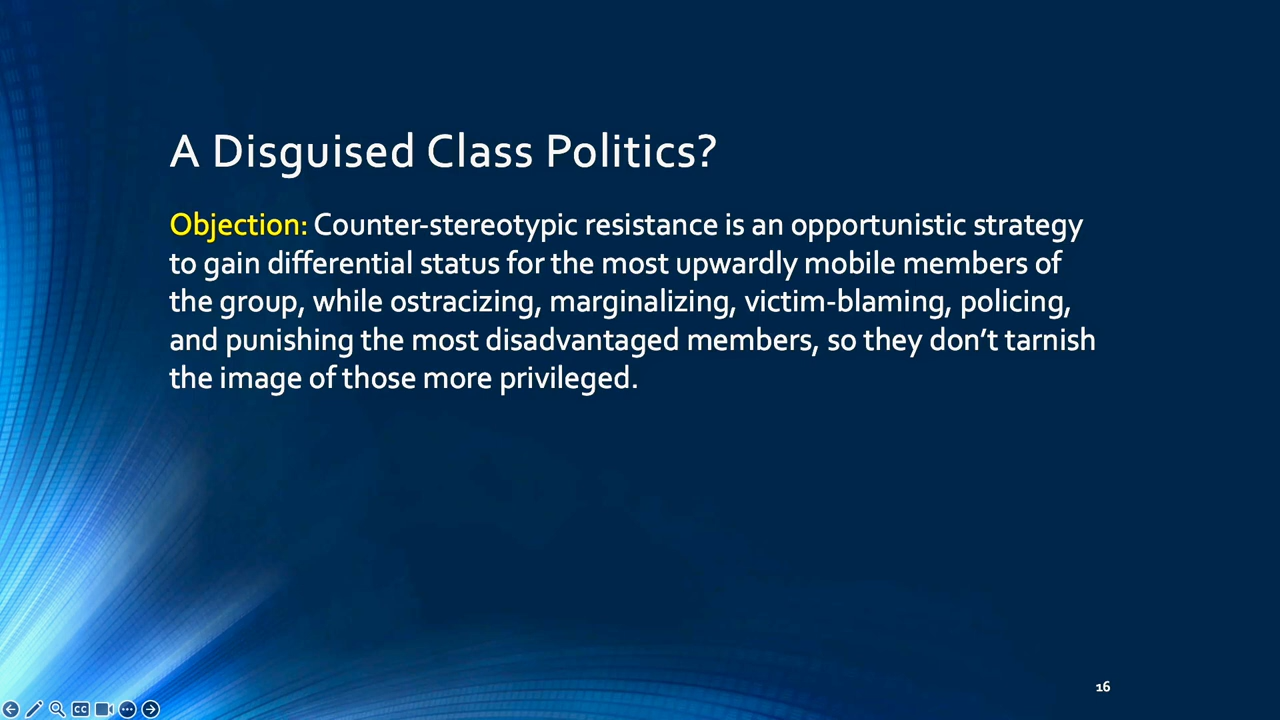 A Disguised Class Politics?
Objection: Counter-stereotypic resistance is an opportunistic strategy
to gain differential status for the most upwardly mobile members of
the group, while ostracizing, marginalizing, victim-blaming, policing,
and punishing the most disadvantaged members, so they don’t tarnish
the image of those more privileged.
16
CC